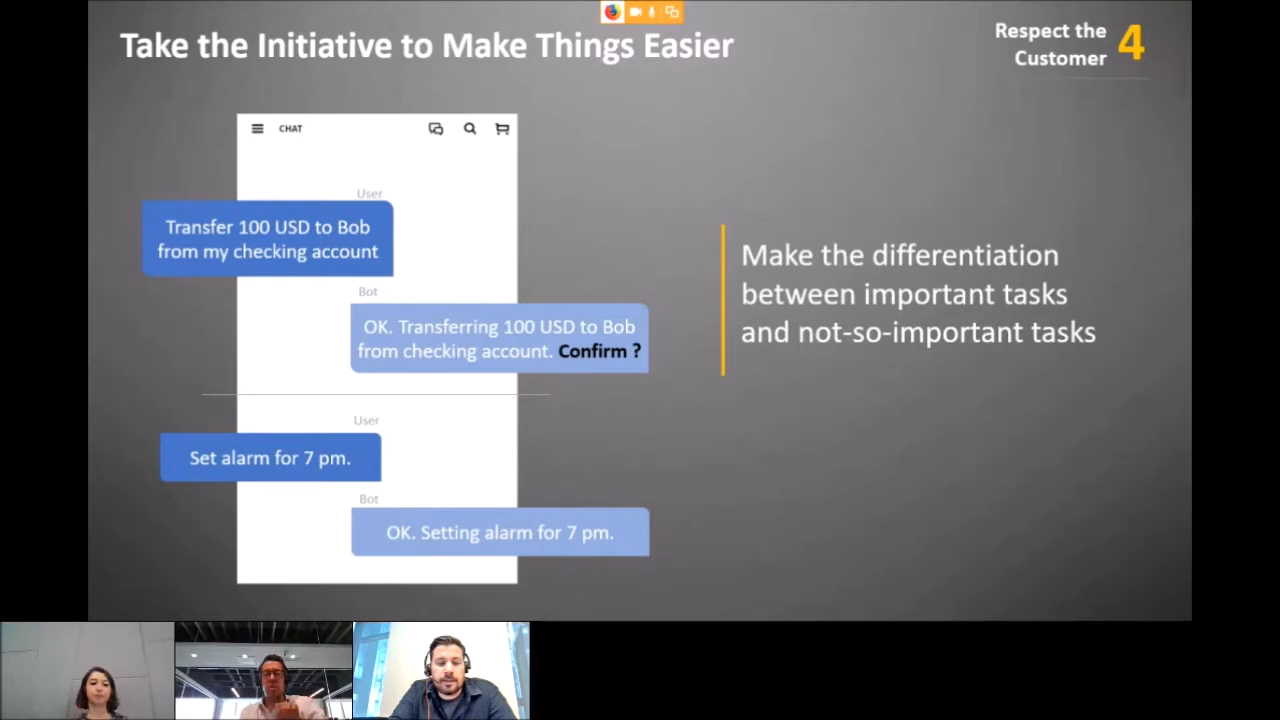 Take the Initiative to Make Things Easier
Respect the
Customer
4
CHAT
User
Transfer 100 USD to Bob
from my checking account
Bot
OK. Transferring 100 USD to Bob
from checking account. Confirm ?
User
Set alarm for 7 pm.
Bot
OK. Setting alarm for 7 pm.
Make the differentiation
between important tasks
and not-so-important tasks